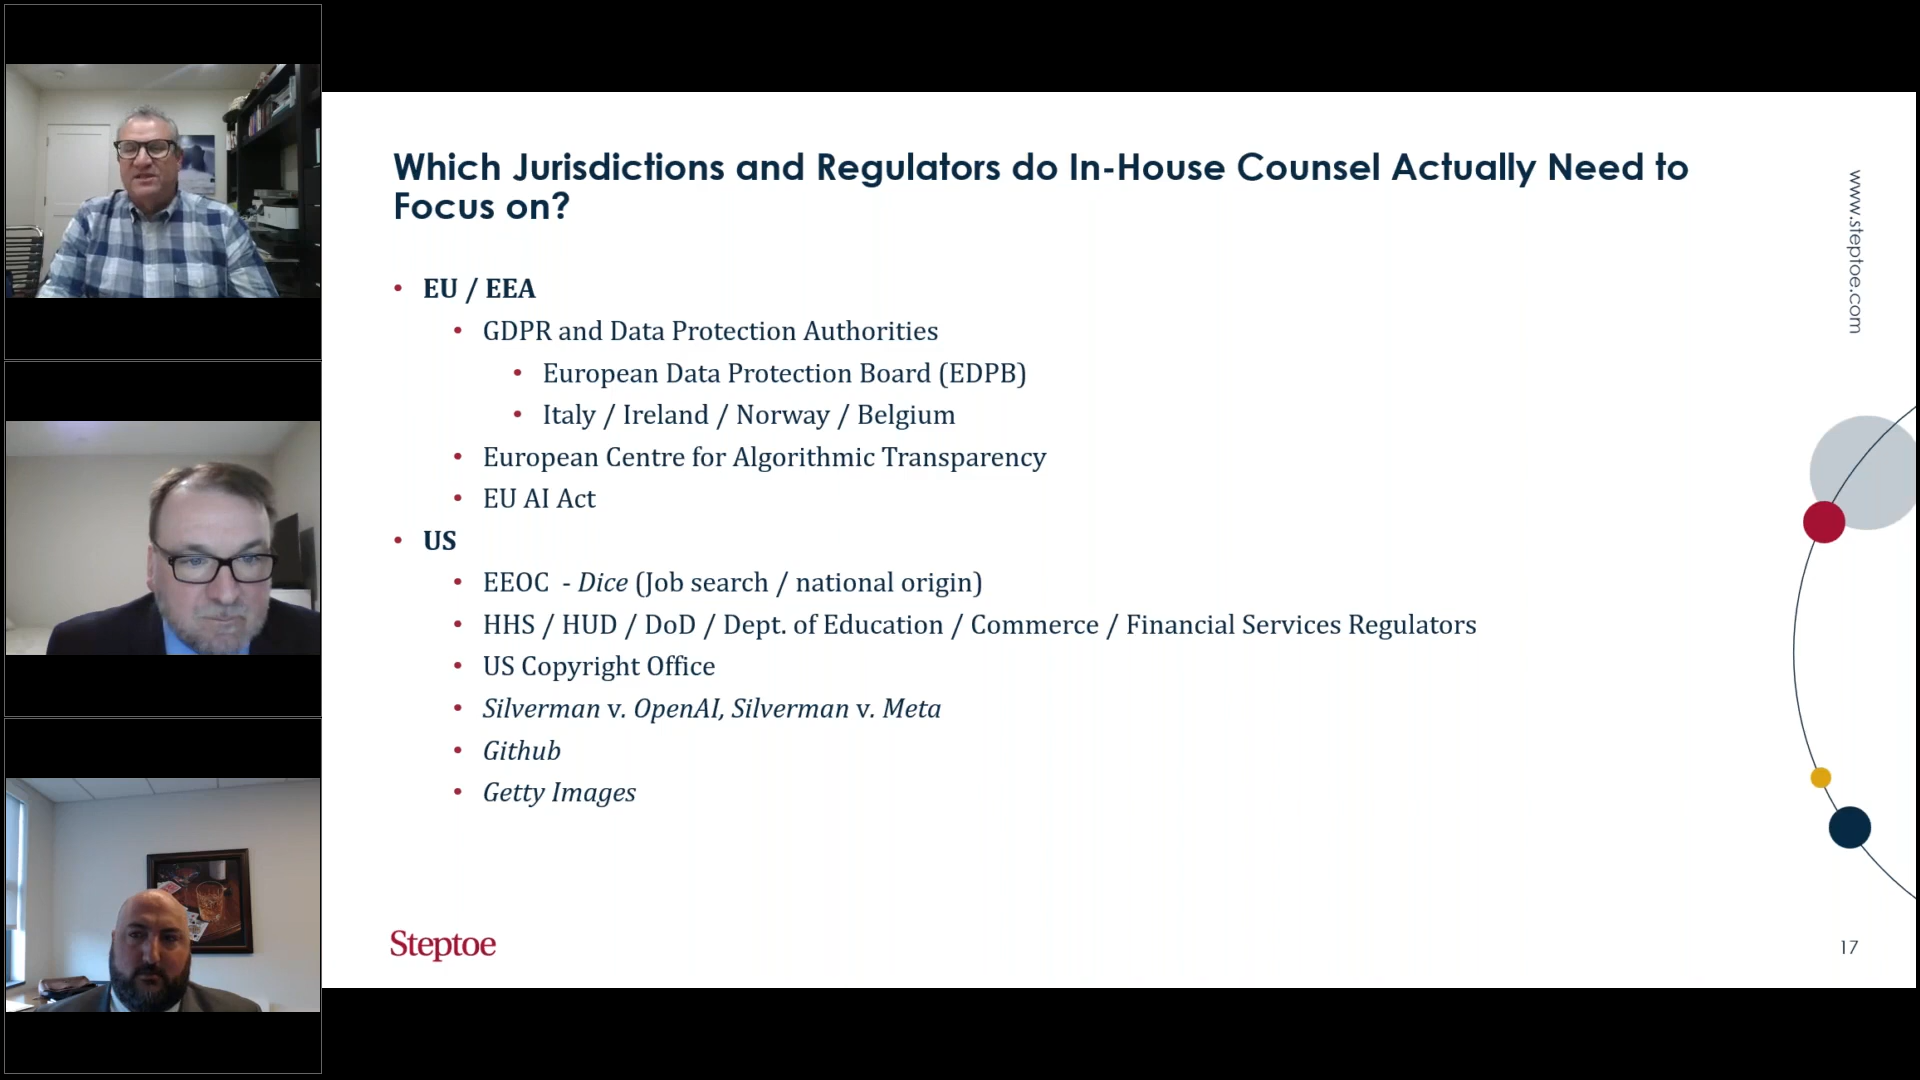 Which Jurisdictions and Regulators do In-House Counsel Actually Need to
Focus on?
• EU / EEA
• GDPR and Data Protection Authorities
• European Data Protection Board (EDPB)
• Italy / Ireland / Norway / Belgium
• European Centre for Algorithmic Transparency
• EU AI Act
• US
• EEOC  - Dice (Job search / national origin)
• HHS / HUD / DoD / Dept. of Education / Commerce / Financial Services Regulators
• US Copyright Office
• Silverman v. OpenAI, Silverman v. Meta
• Github
• Getty Images
www.steptoe.com
Steptoe
17